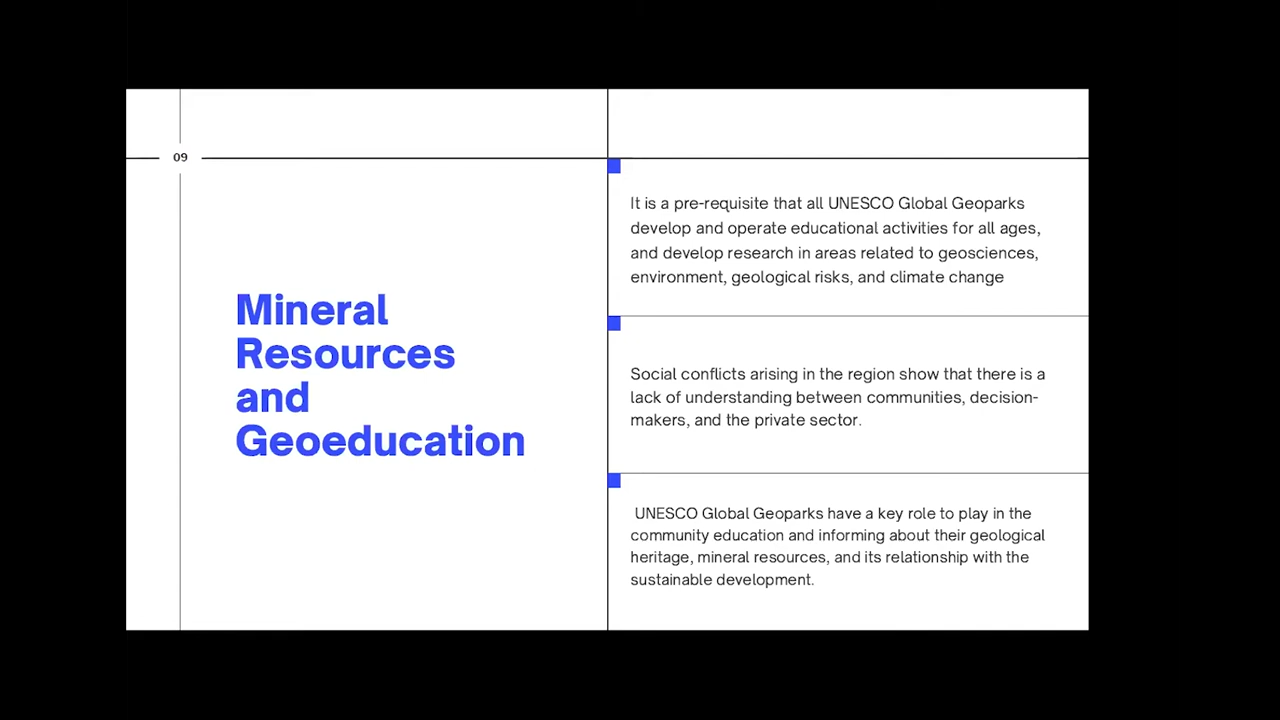 09
Mineral
Resources
and
Geoeducation
It is a pre-requisite that all UNESCO Global Geoparks
develop and operate educational activities for all ages,
and develop research in areas related to geosciences,
environment, geological risks, and climate change
Social conflicts arising in the region show that there is a
lack of understanding between communities, decision-
makers, and the private sector.
UNESCO Global Geoparks have a key role to play in the
community education and informing about their geological
heritage, mineral resources, and its relationship with the
sustainable development.